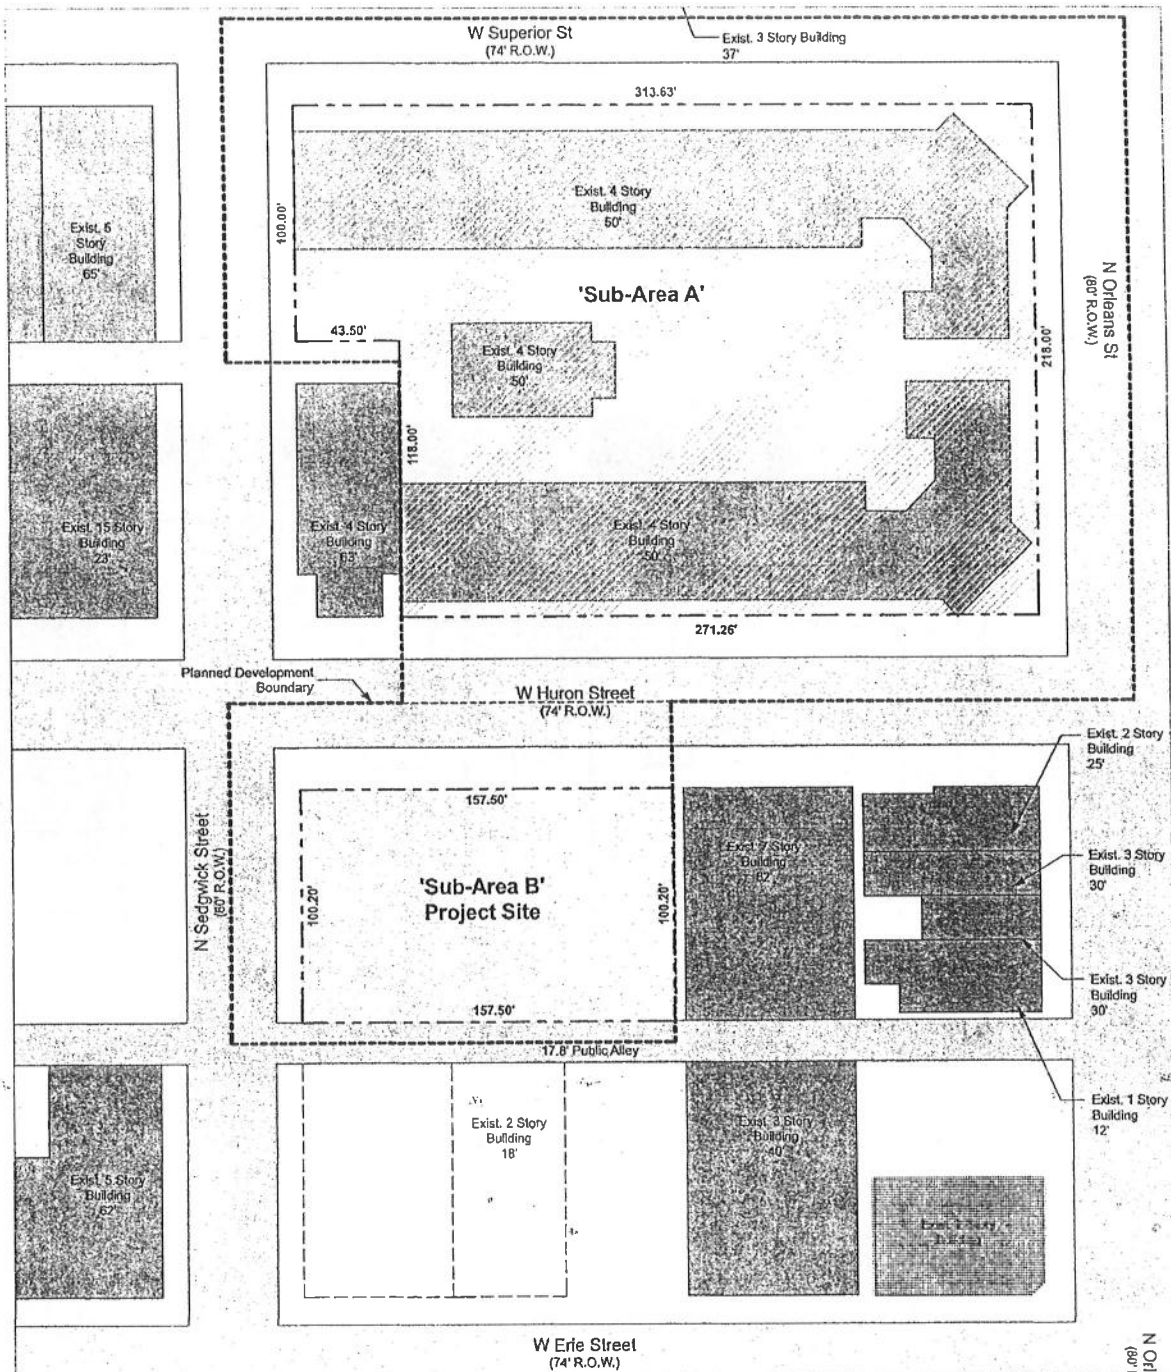 W Superior St
(74' R.O.W.)
Exist. 3 Story Building
37'
313.63'
Exist. 4 Story
Building
50'
100.00'
Exist. 5
Story
Building
65'
'Sub-Area A'
N Orleans St
(80' R.O.W.)
43.50'
Exist. 4 Story
Building
50'
218.00'
118.00'
Exist. 15 Story
Building
23'
Exist. 4 Story
Building
63'
Exist. 4 Story
Building
50'
271.26'
Planned Development
Boundary
W Huron Street
(74' R.O.W.)
Exist. 2 Story
Building
25'
157.50'
N Sedgwick Street
(60' R.O.W.)
'Sub-Area B'
Project Site
100.20'
100.20'
Exist. 7 Story
Building
82'
Exist. 3 Story
Building
30'
Exist. 3 Story
Building
30'
157.50'
17.8' Public Alley
Exist. 2 Story
Building
18'
Exist. 3 Story
Building
40'
Exist. 1 Story
Building
12'
Exist. 5 Story
Building
62'
Building
W Erie Street
(74' R.O.W.)